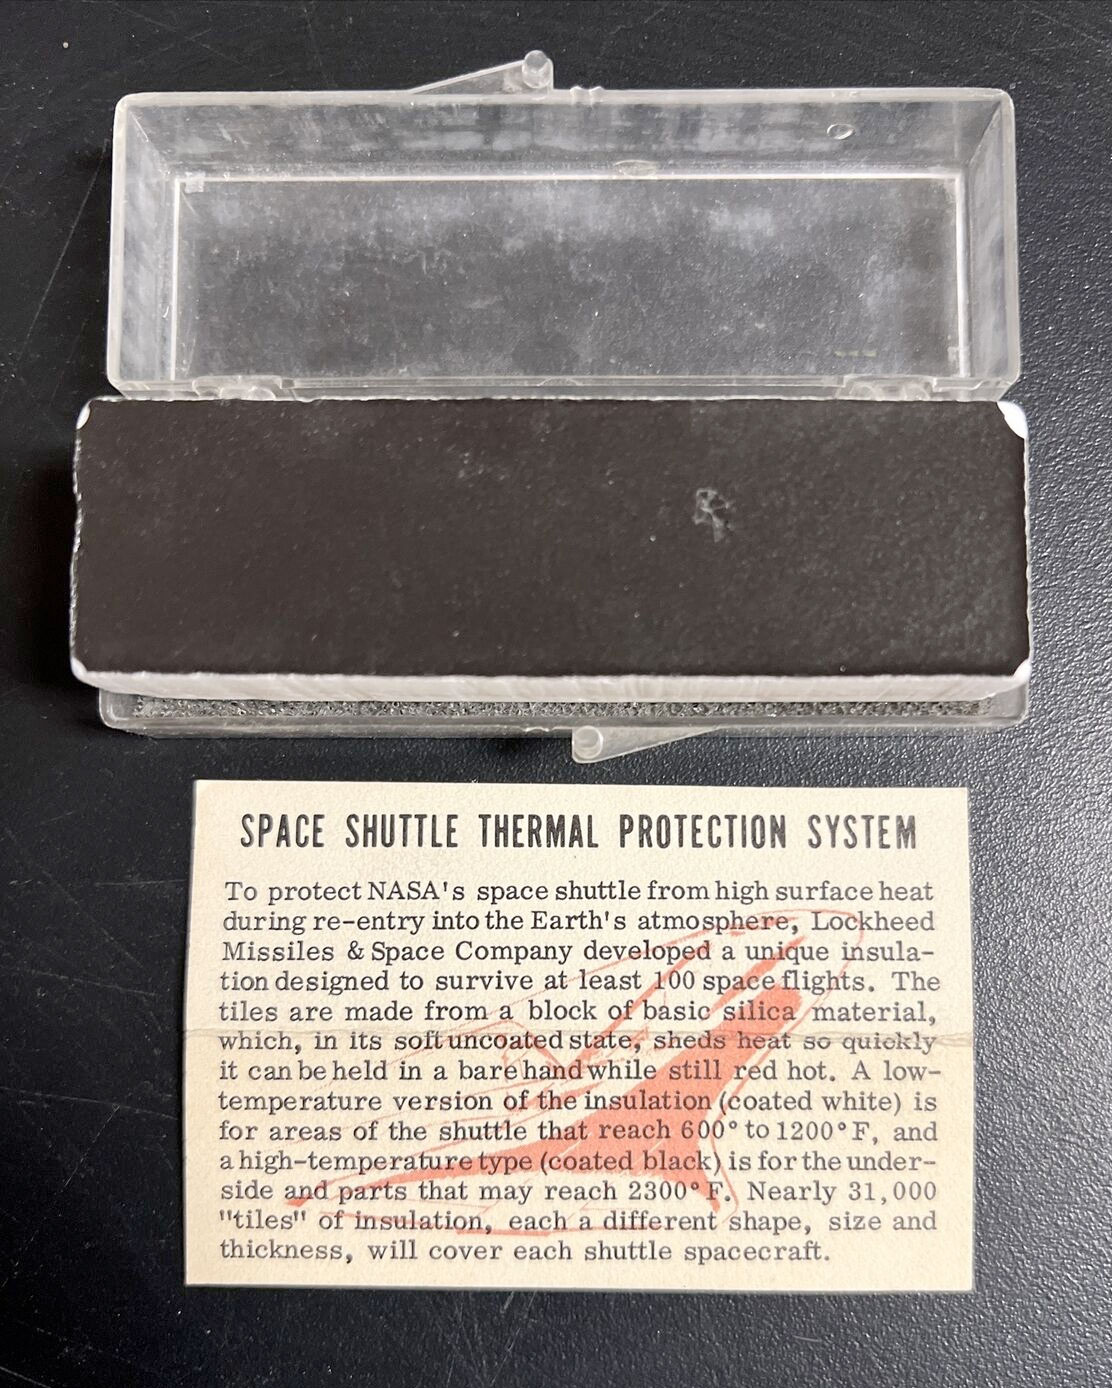 SPACE SHUTTLE THERMAL PROTECTION SYSTEM
To protect NASA's space shuttle from high surface heat
during re-entry into the Earth's atmosphere, Lockheed
Missiles & Space Company developed a unique insula-
tion designed to survive at least 100 space flights. The
tiles are made from a block of basic silica material,
which, in its soft uncoated state, sheds heat so quickly
it can be held in a bare hand while still red hot. A low-
temperature version of the insulation (coated white) is
for areas of the shuttle that reach 600° to 1200° F, and
a high-temperature type (coated black) is for the under-
side and parts that may reach 2300° F. Nearly 31,000
"tiles" of insulation, each a different shape, size and
thickness, will cover each shuttle spacecraft.